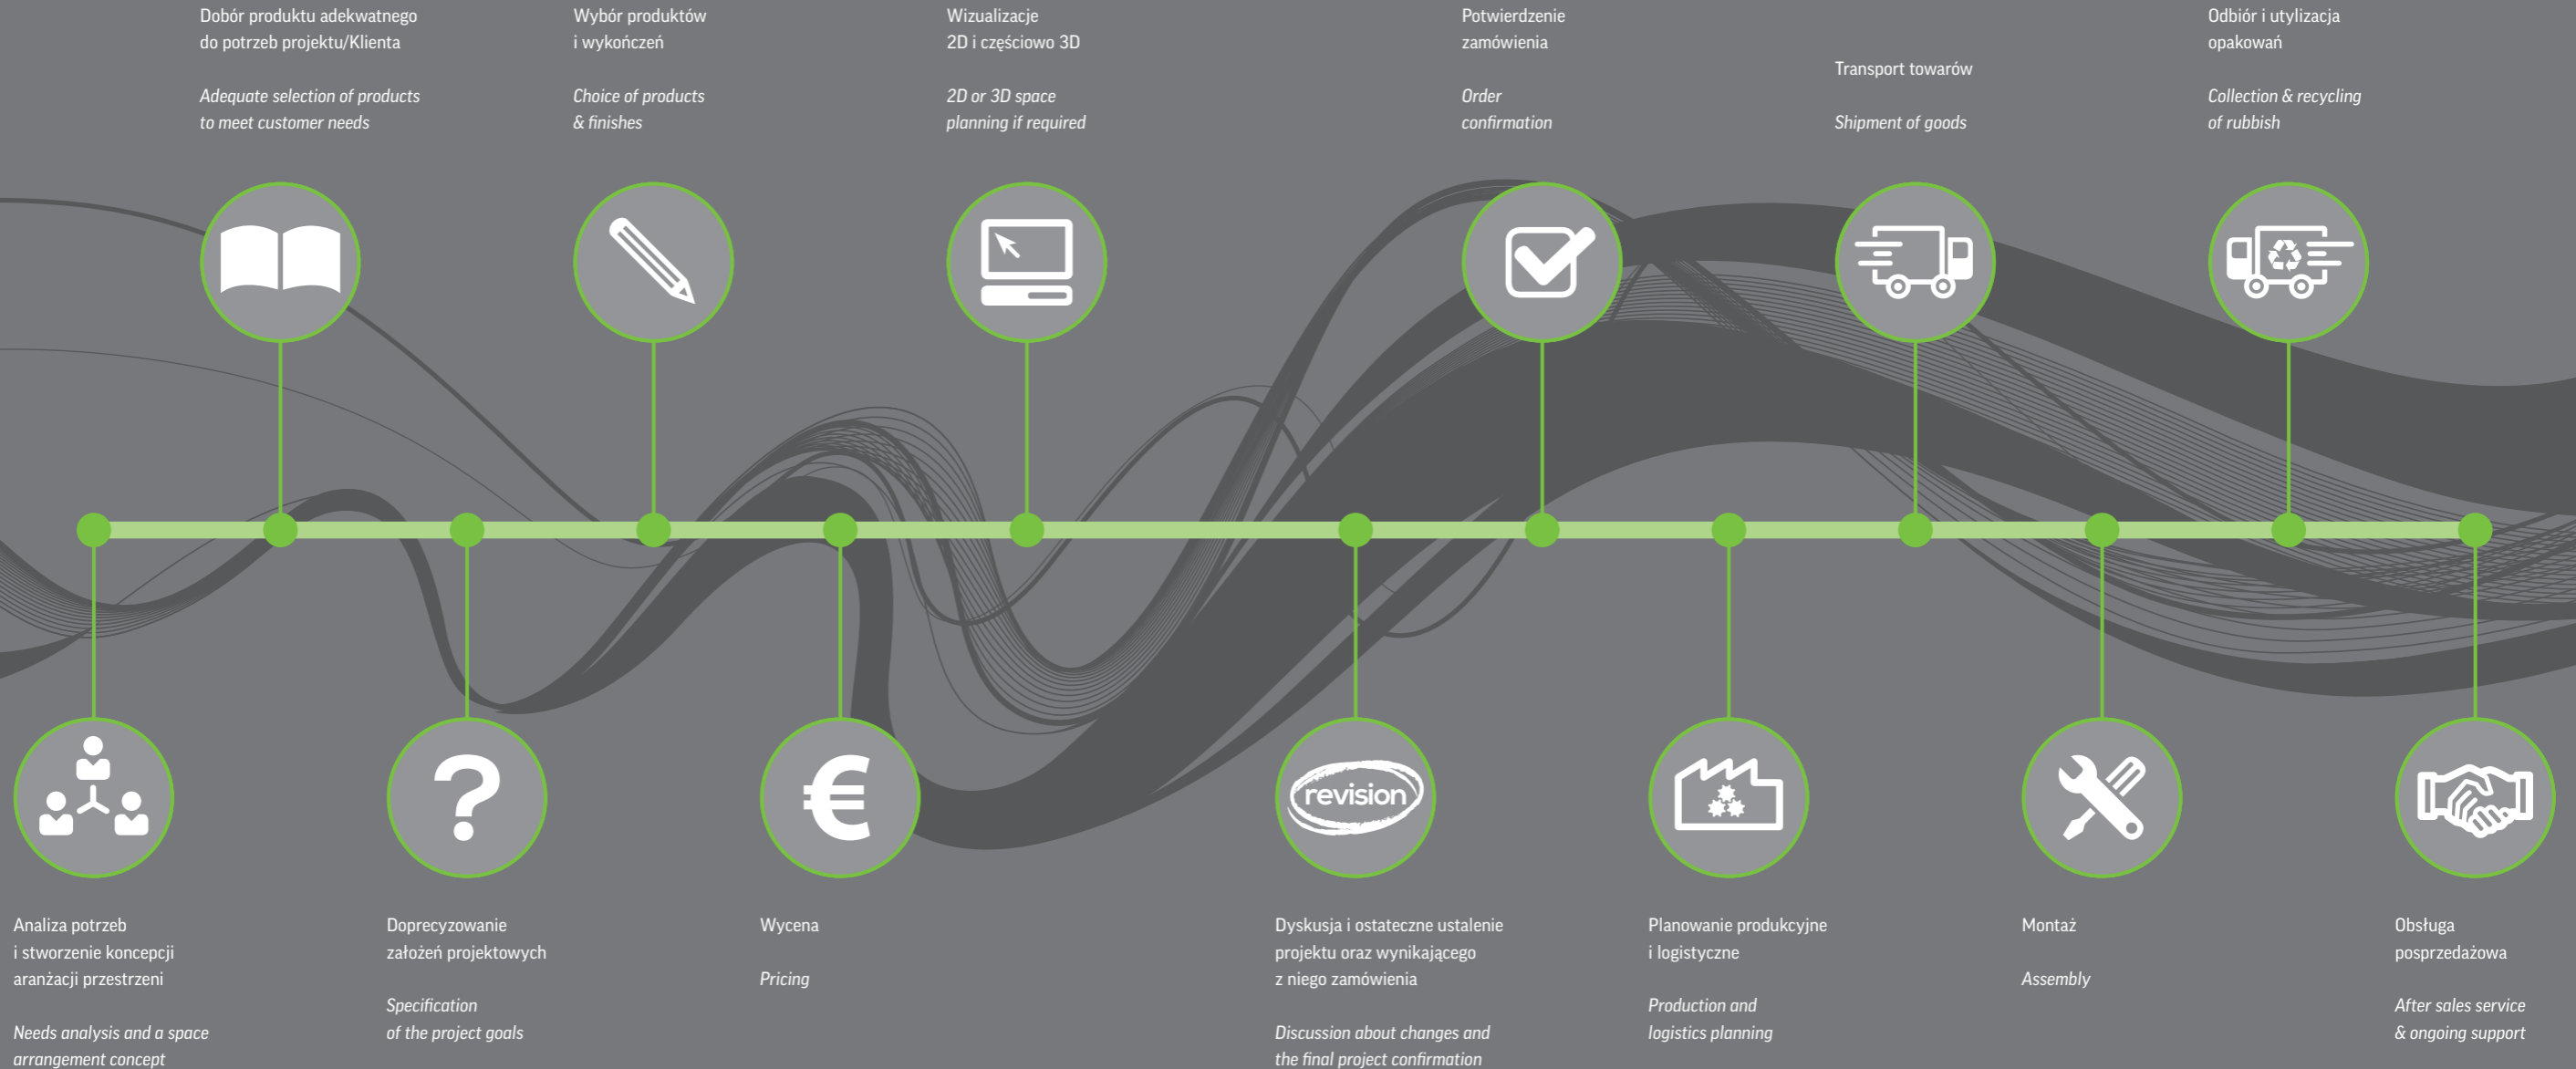 Dobór produktu adekwatnego
do potrzeb projektu/Klienta
Adequate selection of products
to meet customer needs
Wybór produktów
i wykończeń
Choice of products
& finishes
Wizualizacje
2D i częściowo 3D
2D or 3D space
planning if required
Potwierdzenie
zamówienia
Order
confirmation
Transport towarów
Shipment of goods
Odbiór i utylizacja
opakowań
Collection & recycling
of rubbish
?
€
revision
Analiza potrzeb
i stworzenie koncepcji
aranżacji przestrzeni
Needs analysis and a space
arrangement concept
Doprecyzowanie
założeń projektowych
Specification
of the project goals
Wycena
Pricing
Dyskusja i ostateczne ustalenie
projektu oraz wynikającego
z niego zamówienia
Discussion about changes and
the final project confirmation
Planowanie produkcyjne
i logistyczne
Production and
logistics planning
Montaż
Assembly
Obsługa
posprzedażowa
After sales service
& ongoing support